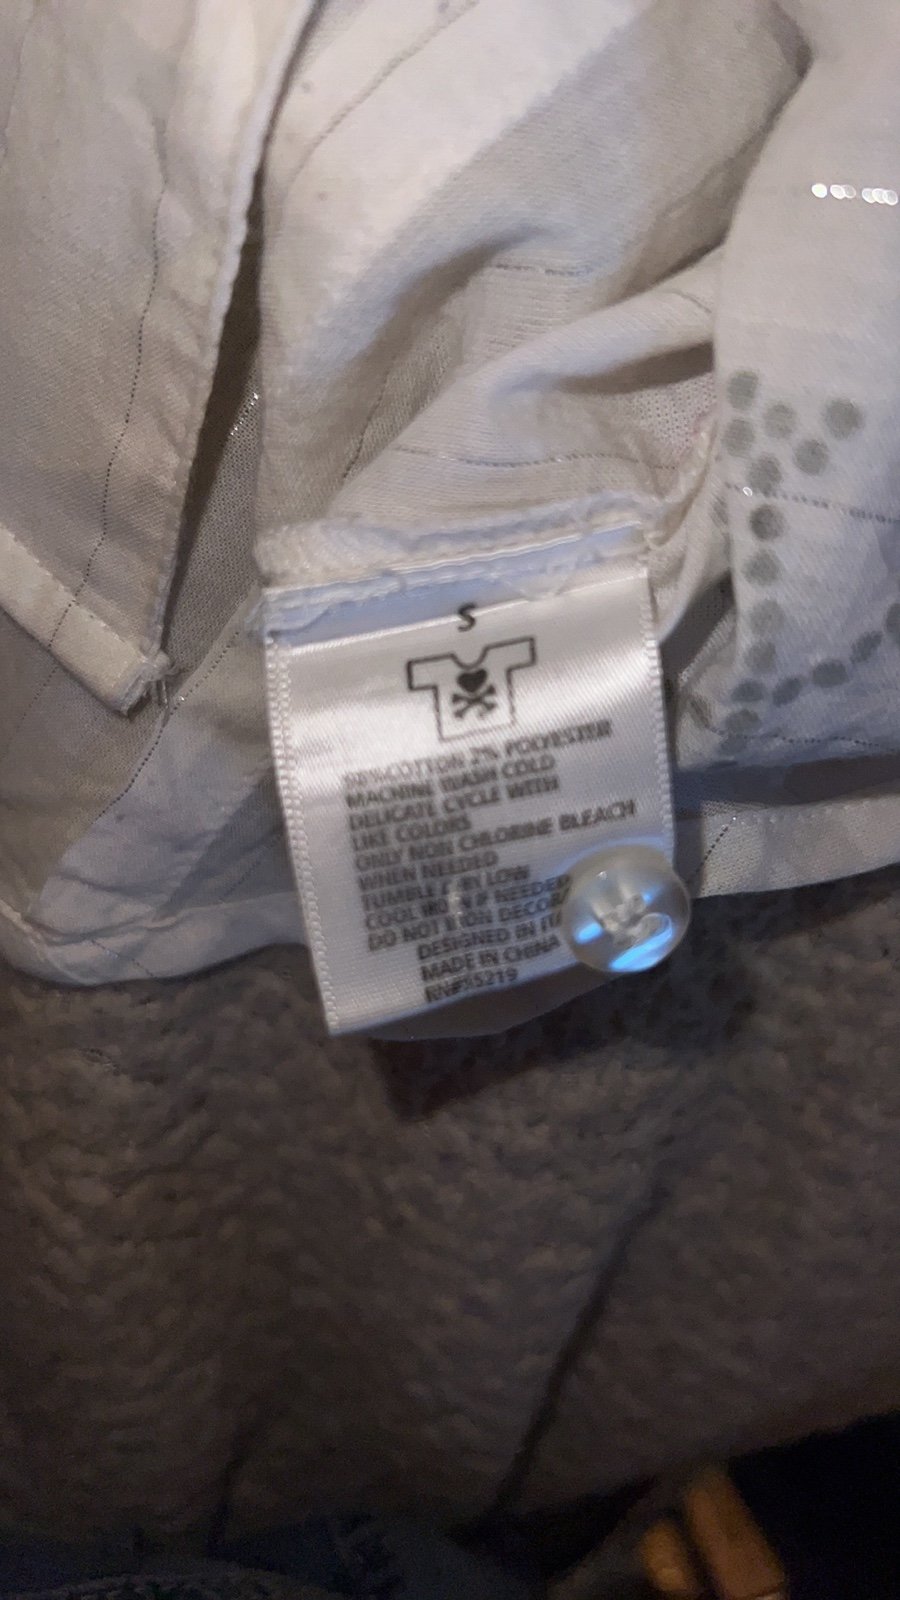 S
98% COTTON 2% POLYESTER
MACHINE WASH COLD
DELICATE CYCLE WITH
LIKE COLORS
ONLY NON CHLORINE BLEACH
WHEN NEEDED
TUMBLE DRY LOW
COOL IRON IF NEEDED
DO NOT IRON DECOR
DESIGNED IN IT
MADE IN CHINA